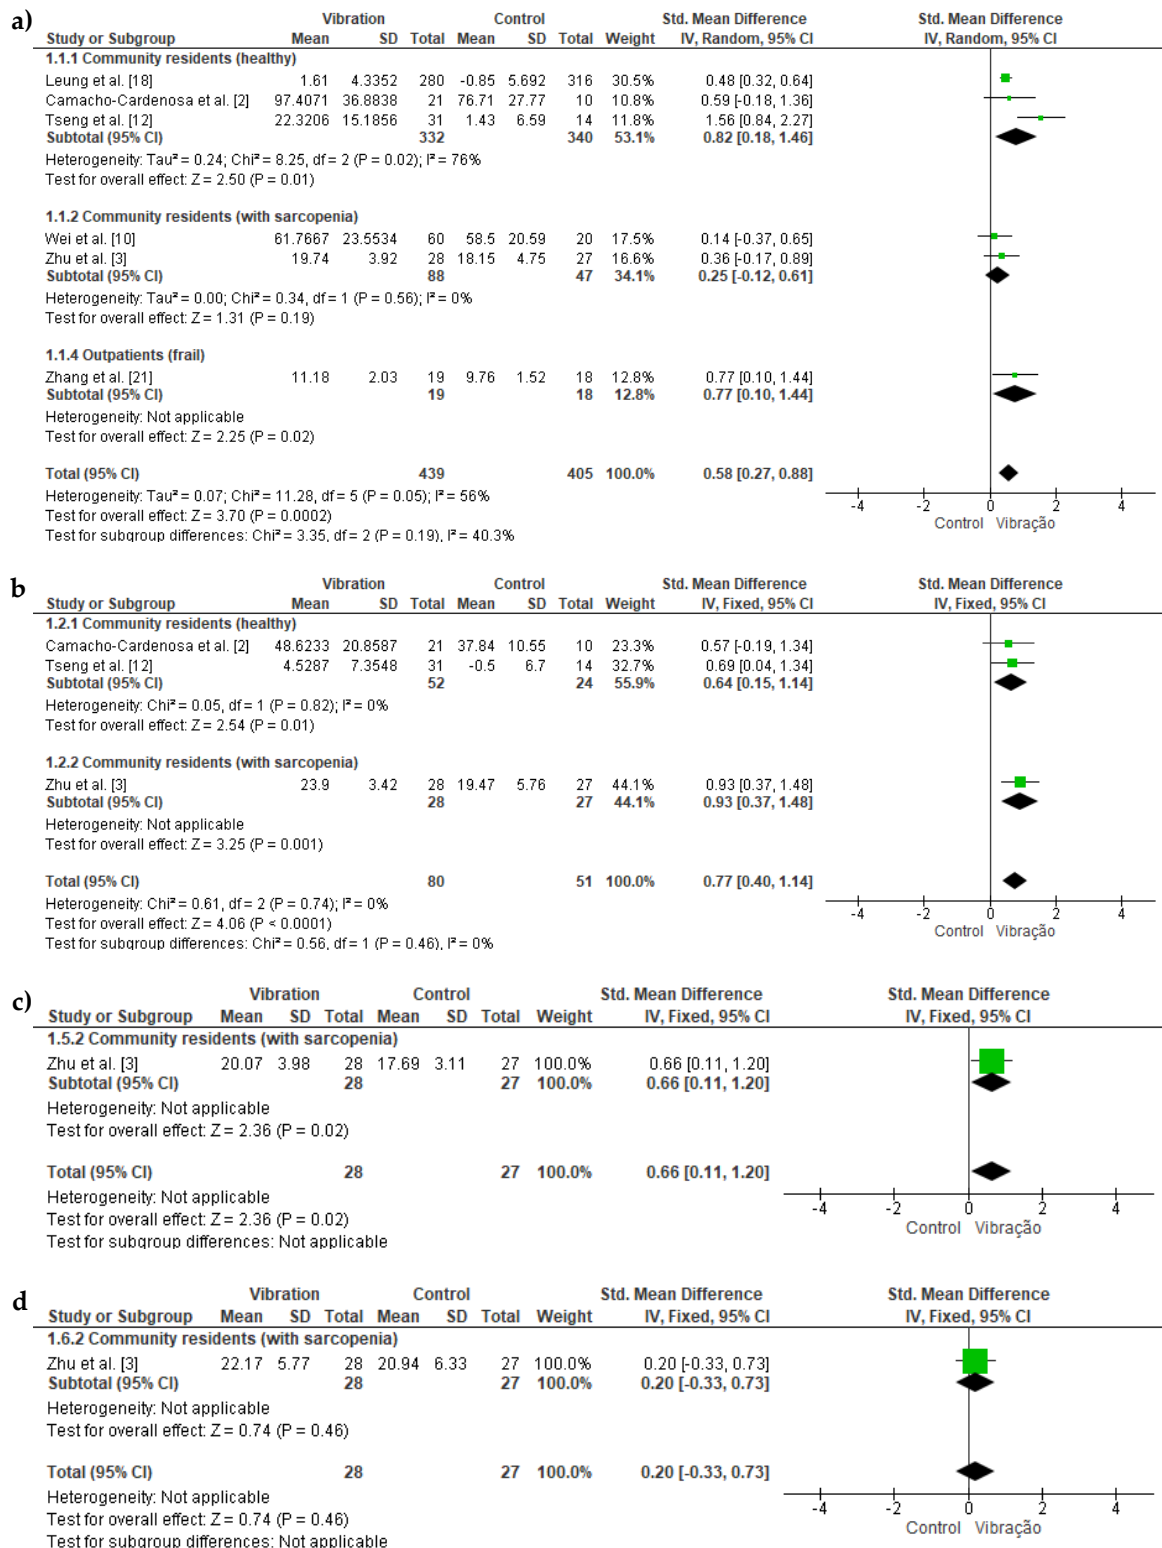 a)
Vibration Control Std. Mean Difference Std. Mean Difference
Study or Subgroup Mean SD Total Mean SD Total Weight IV, Random, 95% CI IV, Random, 95% CI
1.1.1 Community residents (healthy)
Leung et al. [18] 1.61 4.3352 280 -0.85 5.692 316 30.5% 0.48 [0.32, 0.64]
Camacho-Cardenosa et al. [2] 97.4071 36.8838 21 76.71 27.77 10 10.8% 0.59 [-0.18, 1.36]
Tseng et al. [12] 22.3206 15.1856 31 1.43 6.59 14 11.8% 1.56 [0.84, 2.27]
Subtotal (95% CI) 332 340 53.1% 0.82 [0.18, 1.46]
Heterogeneity: Tau² = 0.24; Chi² = 8.25, df = 2 (P = 0.02); I² = 76%
Test for overall effect: Z = 2.50 (P = 0.01)
1.1.2 Community residents (with sarcopenia)
Wei et al. [10] 61.7667 23.5534 60 58.5 20.59 20 17.5% 0.14 [-0.37, 0.65]
Zhu et al. [3] 19.74 3.92 28 18.15 4.75 27 16.6% 0.36 [-0.17, 0.89]
Subtotal (95% CI) 88 47 34.1% 0.25 [-0.12, 0.61]
Heterogeneity: Tau² = 0.00; Chi² = 0.34, df = 1 (P = 0.56); I² = 0%
Test for overall effect: Z = 1.31 (P = 0.19)
1.1.4 Outpatients (frail)
Zhang et al. [21] 11.18 2.03 19 9.76 1.52 18 12.8% 0.77 [0.10, 1.44]
Subtotal (95% CI) 19 18 12.8% 0.77 [0.10, 1.44]
Heterogeneity: Not applicable
Test for overall effect: Z = 2.25 (P = 0.02)
Total (95% CI) 439 405 100.0% 0.58 [0.27, 0.88]
Heterogeneity: Tau² = 0.07; Chi² = 11.28, df = 5 (P = 0.05); I² = 56%
Test for overall effect: Z = 3.70 (P = 0.0002)
Test for subgroup differences: Chi² = 3.35, df = 2 (P = 0.19), I² = 40.3%
-4 -2 0 2 4
Control Vibração
b
Vibration Control Std. Mean Difference Std. Mean Difference
Study or Subgroup Mean SD Total Mean SD Total Weight IV, Fixed, 95% CI IV, Fixed, 95% CI
1.2.1 Community residents (healthy)
Camacho-Cardenosa et al. [2] 48.6233 20.8587 21 37.84 10.55 10 23.3% 0.57 [-0.19, 1.34]
Tseng et al. [12] 4.5287 7.3548 31 -0.5 6.7 14 32.7% 0.69 [0.04, 1.34]
Subtotal (95% CI) 52 24 55.9% 0.64 [0.15, 1.14]
Heterogeneity: Chi² = 0.05, df = 1 (P = 0.82); I² = 0%
Test for overall effect: Z = 2.54 (P = 0.01)
1.2.2 Community residents (with sarcopenia)
Zhu et al. [3] 23.9 3.42 28 19.47 5.76 27 44.1% 0.93 [0.37, 1.48]
Subtotal (95% CI) 28 27 44.1% 0.93 [0.37, 1.48]
Heterogeneity: Not applicable
Test for overall effect: Z = 3.25 (P = 0.001)
Total (95% CI) 80 51 100.0% 0.77 [0.40, 1.14]
Heterogeneity: Chi² = 0.61, df = 2 (P = 0.74); I² = 0%
Test for overall effect: Z = 4.06 (P < 0.0001)
Test for subgroup differences: Chi² = 0.56, df = 1 (P = 0.46), I² = 0%
-4 -2 0 2 4
Control Vibração
c)
Vibration Control Std. Mean Difference Std. Mean Difference
Study or Subgroup Mean SD Total Mean SD Total Weight IV, Fixed, 95% CI IV, Fixed, 95% CI
1.5.2 Community residents (with sarcopenia)
Zhu et al. [3] 20.07 3.98 28 17.69 3.11 27 100.0% 0.66 [0.11, 1.20]
Subtotal (95% CI) 28 27 100.0% 0.66 [0.11, 1.20]
Heterogeneity: Not applicable
Test for overall effect: Z = 2.36 (P = 0.02)
Total (95% CI) 28 27 100.0% 0.66 [0.11, 1.20]
Heterogeneity: Not applicable
Test for overall effect: Z = 2.36 (P = 0.02)
Test for subgroup differences: Not applicable
-4 -2 0 2 4
Control Vibração
d
Vibration Control Std. Mean Difference Std. Mean Difference
Study or Subgroup Mean SD Total Mean SD Total Weight IV, Fixed, 95% CI IV, Fixed, 95% CI
1.6.2 Community residents (with sarcopenia)
Zhu et al. [3] 22.17 5.77 28 20.94 6.33 27 100.0% 0.20 [-0.33, 0.73]
Subtotal (95% CI) 28 27 100.0% 0.20 [-0.33, 0.73]
Heterogeneity: Not applicable
Test for overall effect: Z = 0.74 (P = 0.46)
Total (95% CI) 28 27 100.0% 0.20 [-0.33, 0.73]
Heterogeneity: Not applicable
Test for overall effect: Z = 0.74 (P = 0.46)
Test for subgroup differences: Not applicable
-4 -2 0 2 4
Control Vibração